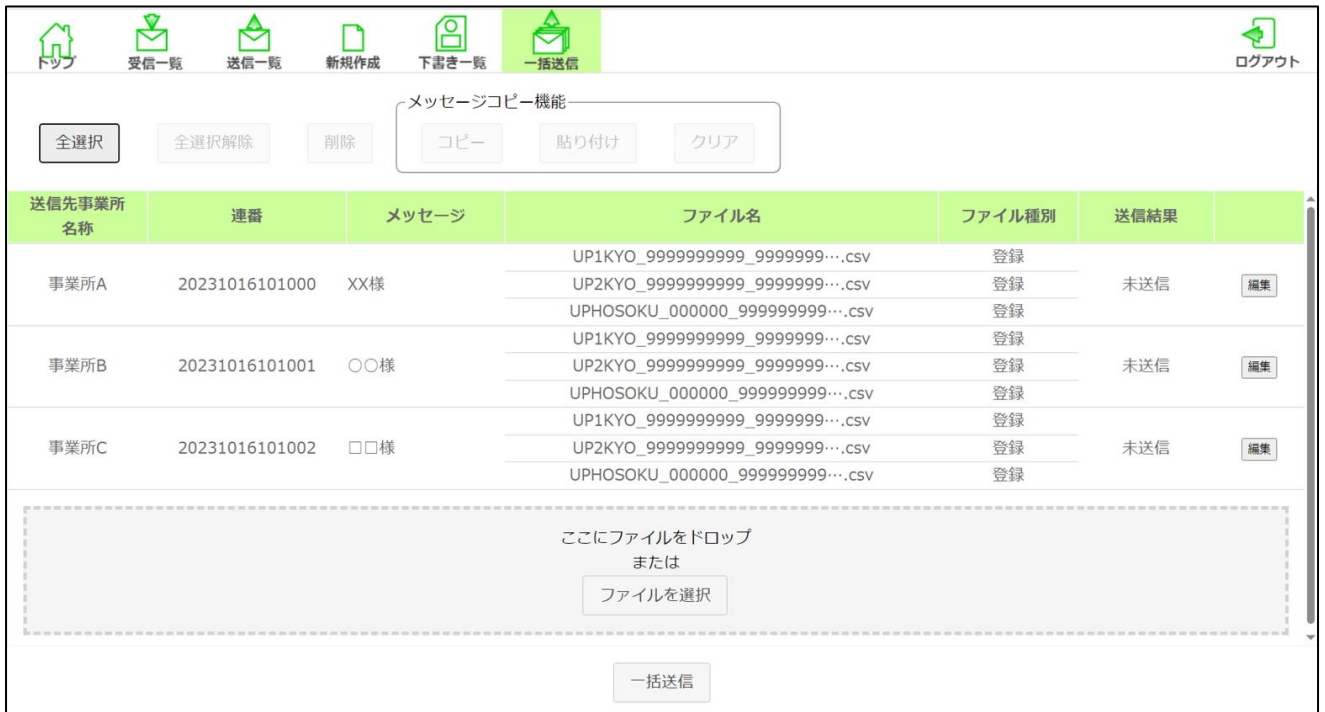 トップ
受信一覧
送信一覧
新規作成
下書き一覧
一括送信
ログアウト
メッセージコピー機能
全選択
全選択解除
削除
コピー
貼り付け
クリア
送信先事業所
名称
連番
メッセージ
ファイル名
ファイル種別
送信結果
事業所A
20231016101000
XX様
UP1KYO_9999999999_9999999….csv
登録
UP2KYO_9999999999_9999999….csv
登録
UPHOSOKU_000000_999999999….csv
登録
未送信
編集
事業所B
20231016101001
○○様
UP1KYO_9999999999_9999999….csv
登録
UP2KYO_9999999999_9999999….csv
登録
UPHOSOKU_000000_999999999….csv
登録
未送信
編集
事業所C
20231016101002
□□様
UP1KYO_9999999999_9999999….csv
登録
UP2KYO_9999999999_9999999….csv
登録
UPHOSOKU_000000_999999999….csv
登録
未送信
編集
ここにファイルをドロップ
または
ファイルを選択
一括送信